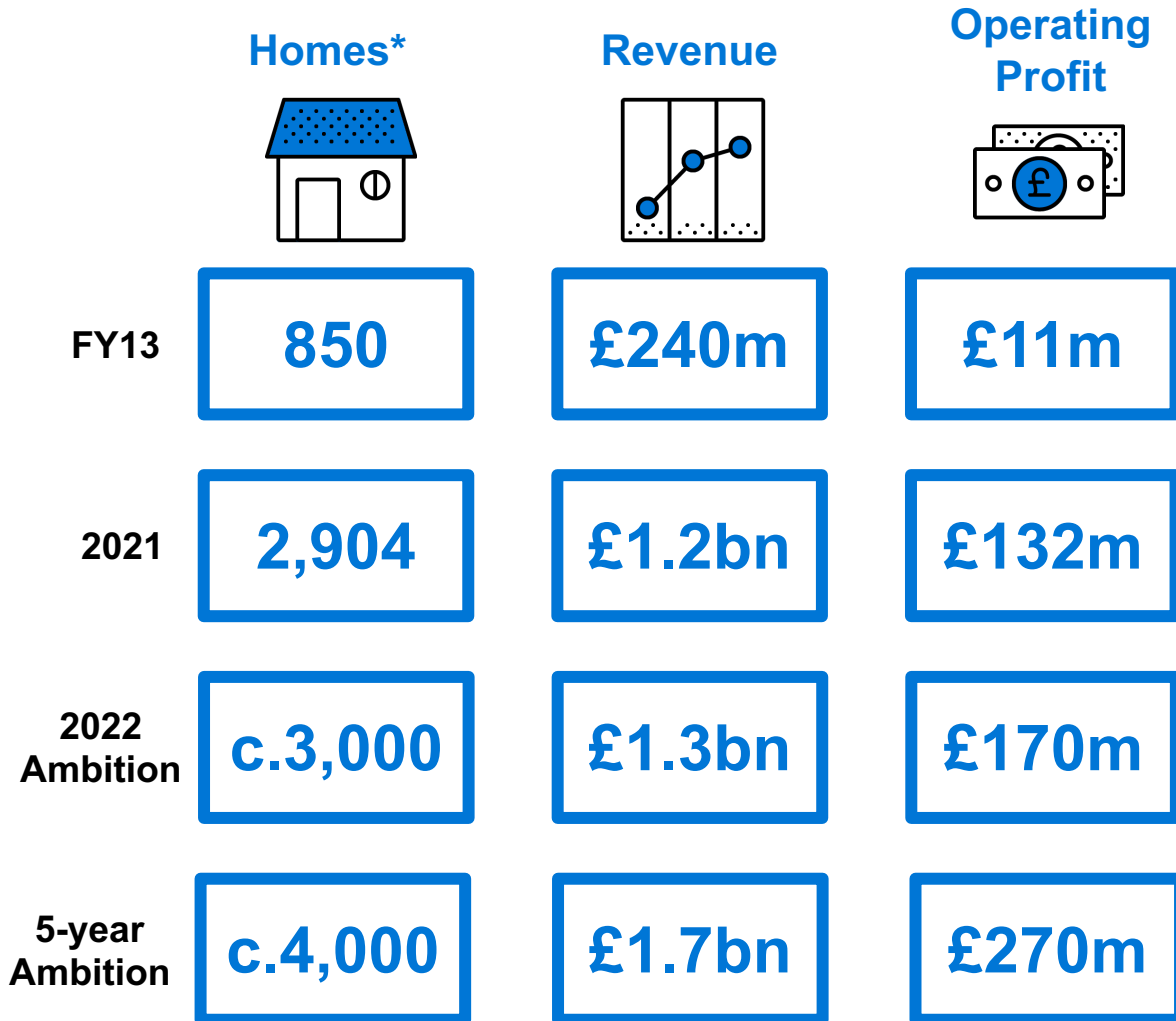 Homes*
Revenue
Operating
Profit
£
FY13
850
£240m
£11m
2021
2,904
£1.2bn
£132m
2022
Ambition
c.3,000
£1.3bn
£170m
5-year
Ambition
c.4,000
£1.7bn
£270m